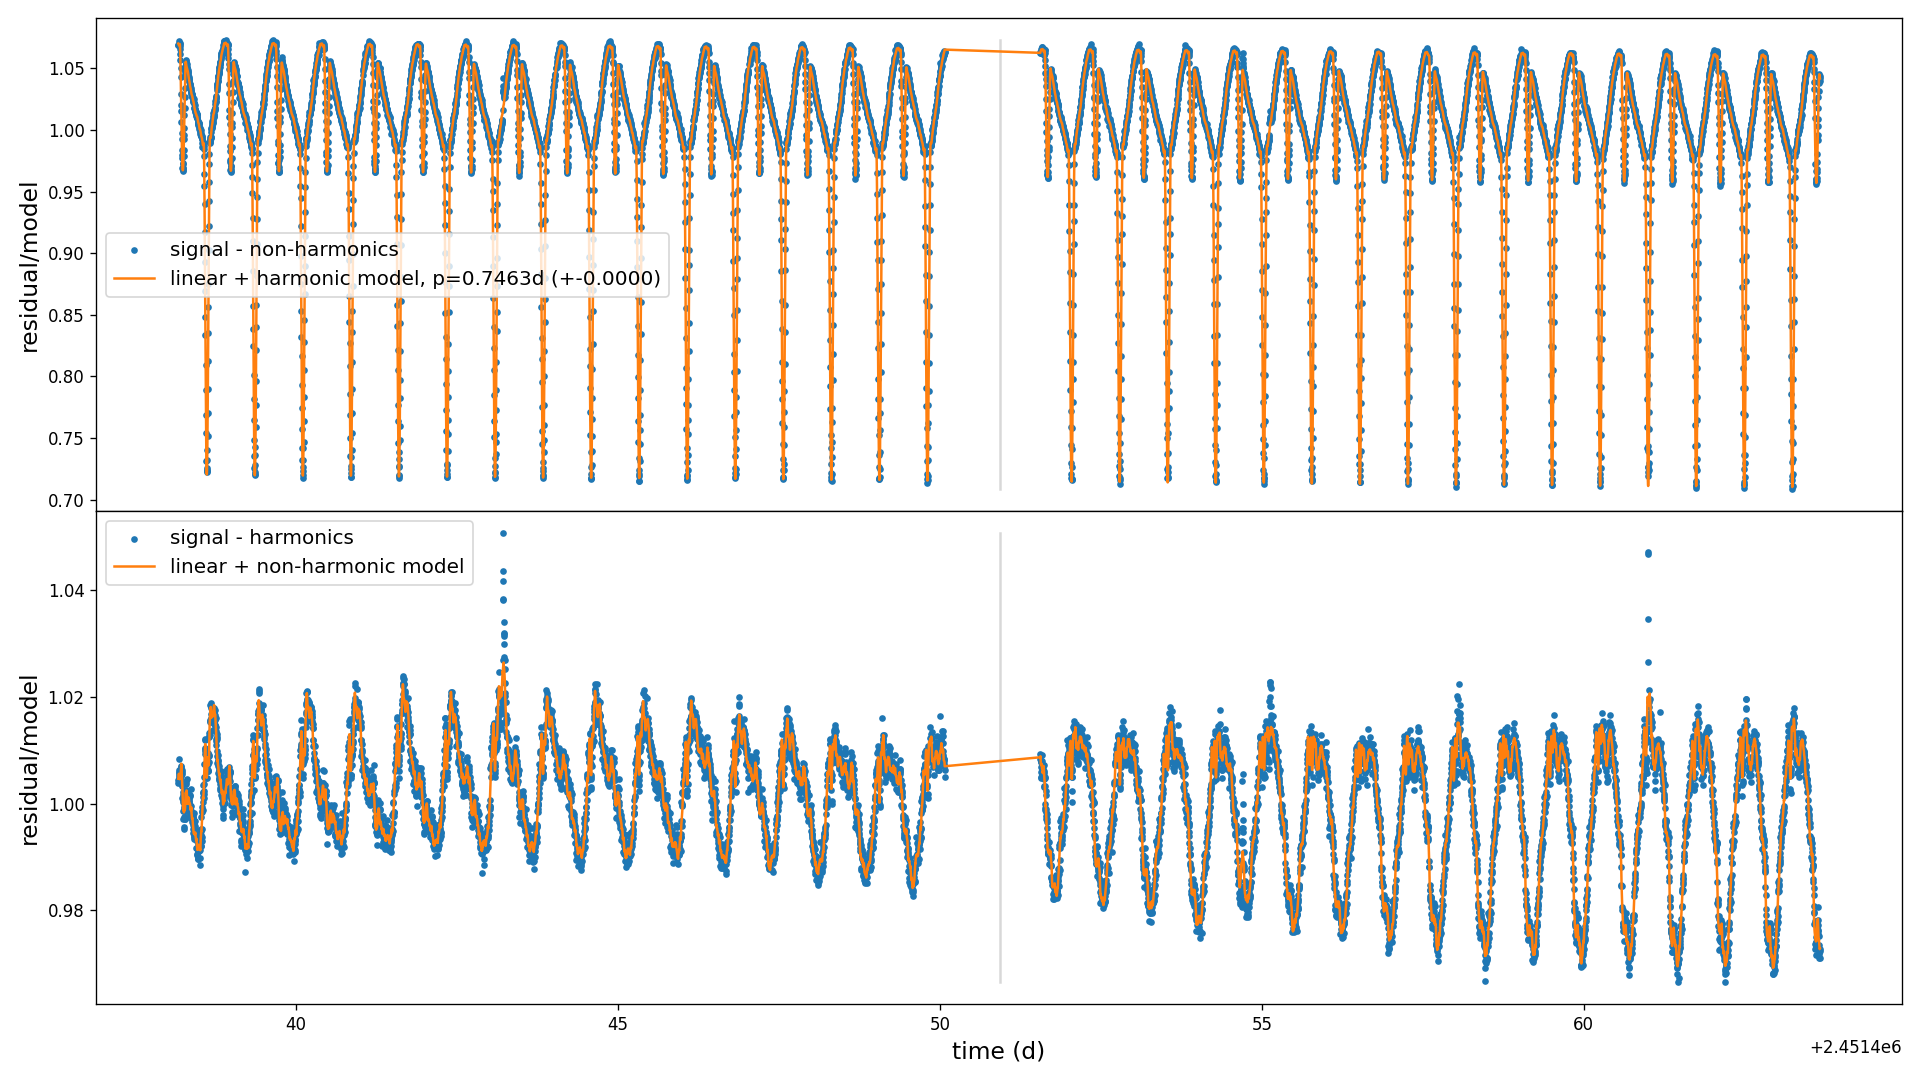 residual/model
1.05
1.00
0.95
0.90
0.85
0.80
0.75
0.70
signal - non-harmonics
linear + harmonic model, p=0.7463d (+-0.0000)
residual/model
1.04
1.02
1.00
0.98
signal - harmonics
linear + non-harmonic model
40
45
50
55
60
time (d)
+2.4514e6